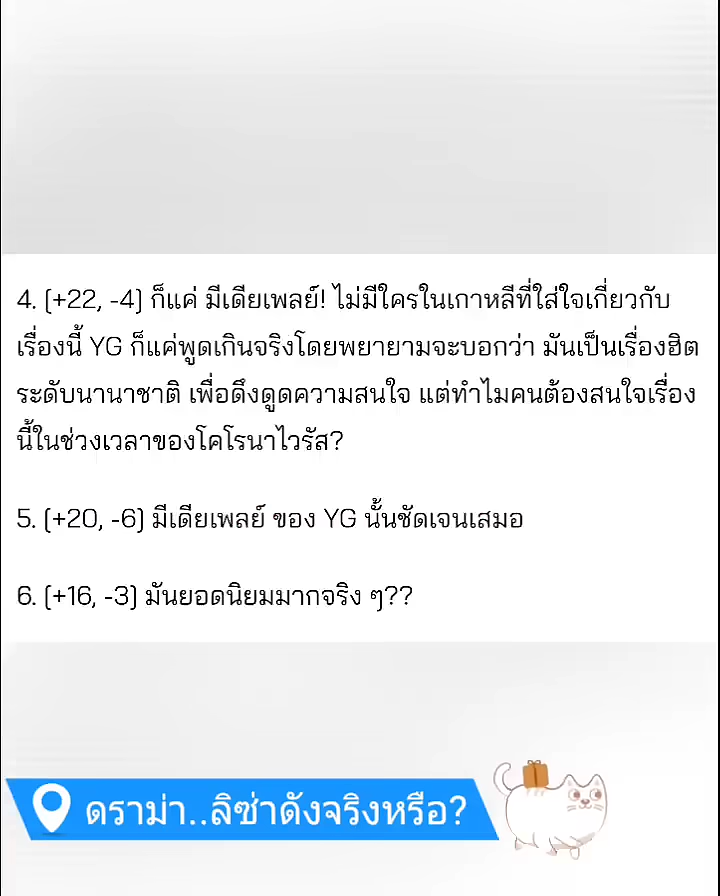 4. (+22, -4) ก็แค่ มีเดียเพลย์! ไม่มีใครในเกาหลีที่ใส่ใจเกี่ยวกับ
เรื่องนี้ YG ก็แค่พูดเกินจริงโดยพยายามจะบอกว่า มันเป็นเรื่องฮิต
ระดับนานาชาติ เพื่อดึงดูดความสนใจ แต่ทำไมคนต้องสนใจเรื่อง
นี้ในช่วงเวลาของโคโรนาไวรัส?
5. (+20, -6) มีเดียเพลย์ ของ YG นั้นชัดเจนเสมอ
6. (+16, -3) มันยอดนิยมมากจริง ๆ??
ดราม่า..ลิซ่าดังจริงหรือ?